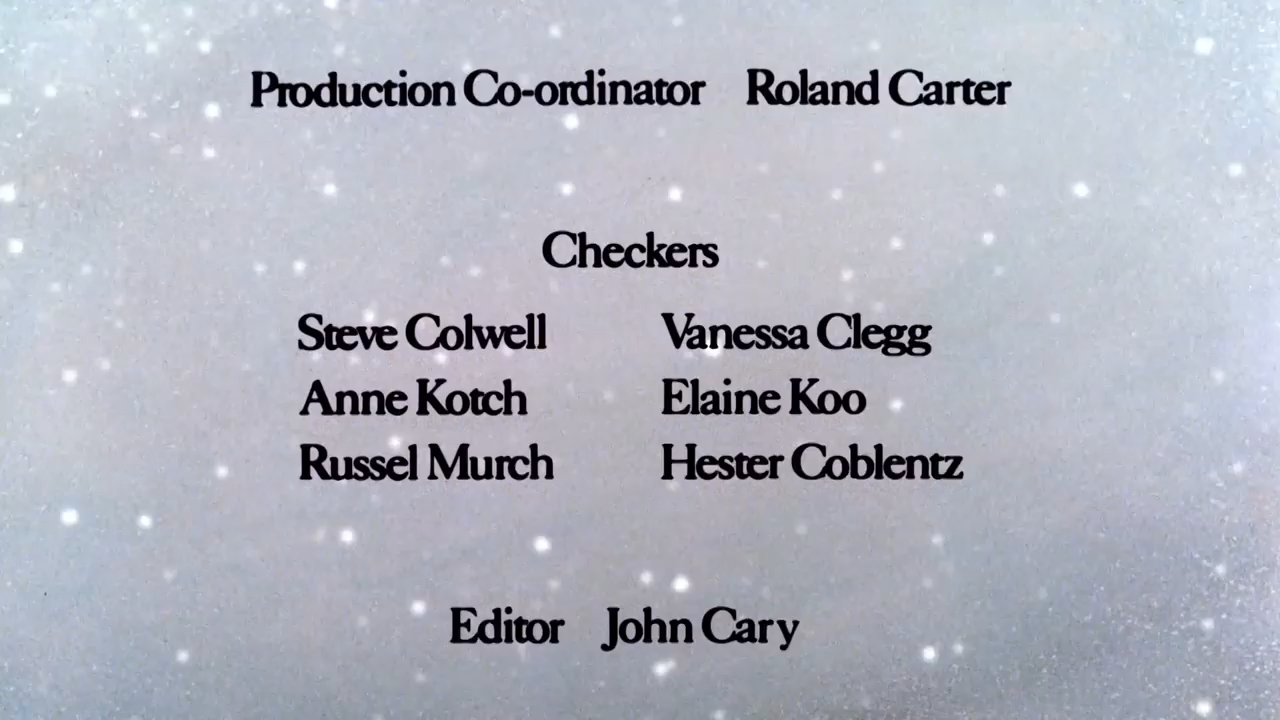 Production Co-ordinator Roland Carter
Checkers
Steve Colwell Vanessa Clegg
Anne Kotch Elaine Koo
Russel Murch Hester Coblentz
Editor John Cary